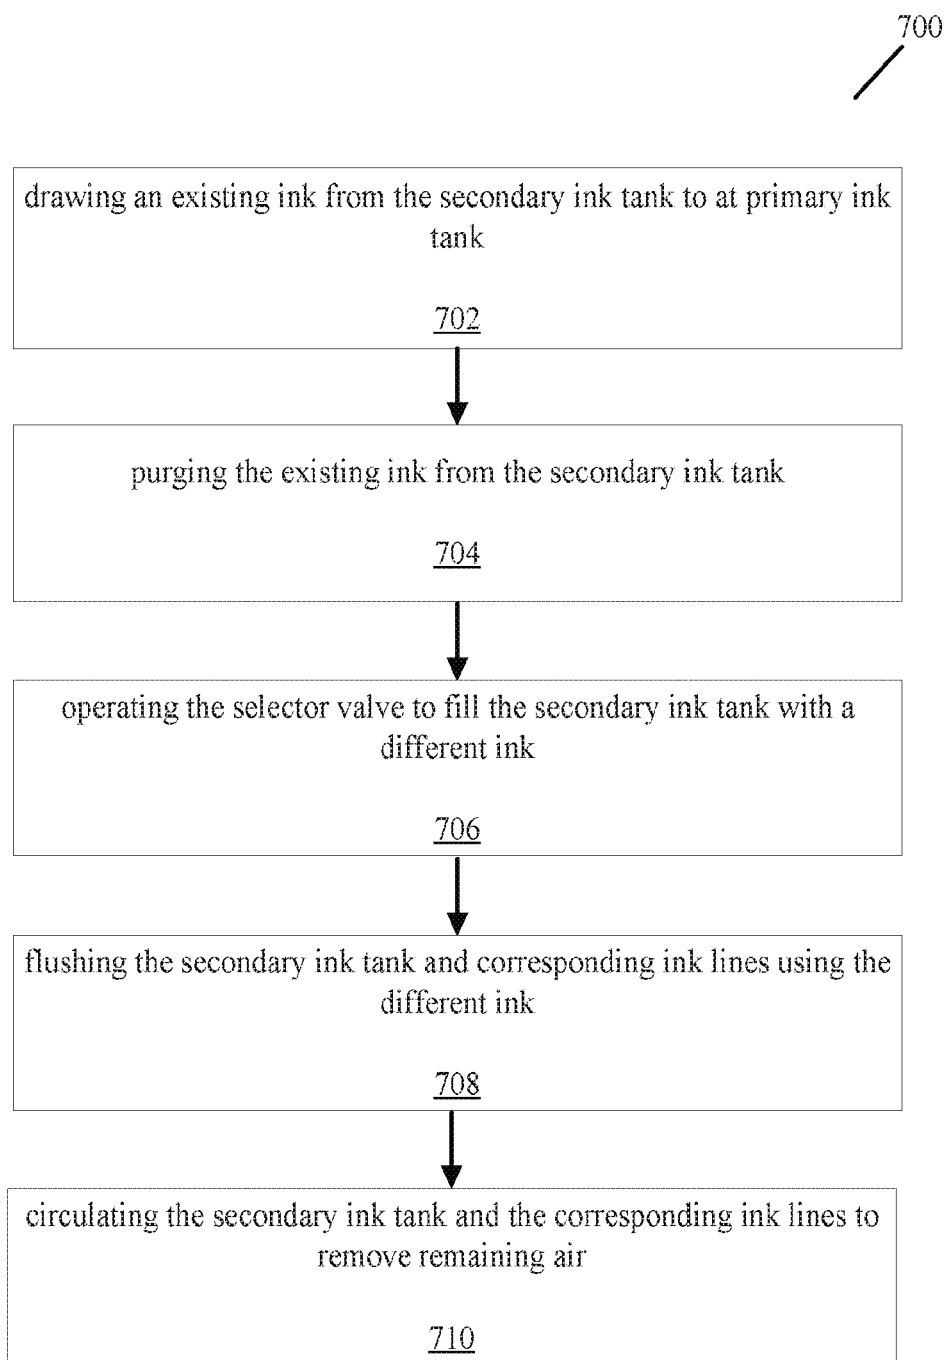 700
drawing an existing ink from the secondary ink tank to at primary ink
tank
702
purging the existing ink from the secondary ink tank
704
operating the selector valve to fill the secondary ink tank with a
different ink
706
flushing the secondary ink tank and corresponding ink lines using the
different ink
708
circulating the secondary ink tank and the corresponding ink lines to
remove remaining air
710